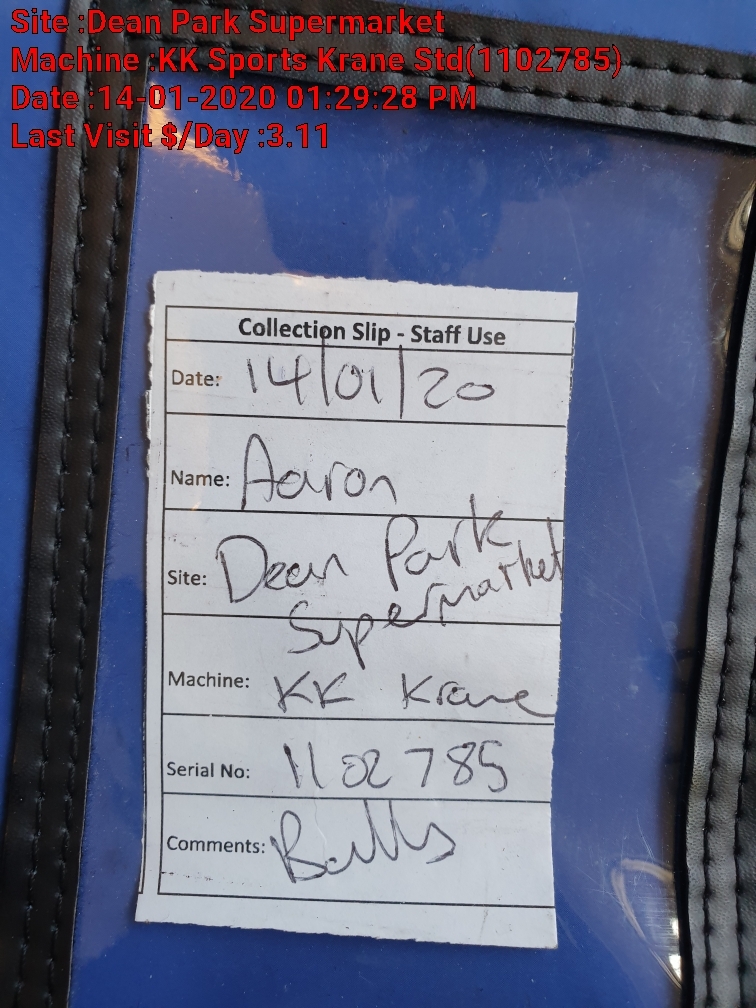 Site :Dean Park Supermarket
Machine :KK Sports Krane Std(1102785)
Date :14-01-2020 01:29:28 PM
Last Visit $/Day :3.11
Collection Slip - Staff Use
Date: 14/01/20
Name: Aaron
Site: Dean Park
Supermarket
Machine: KK Krane
Serial No: 1102785
Comments: Balls